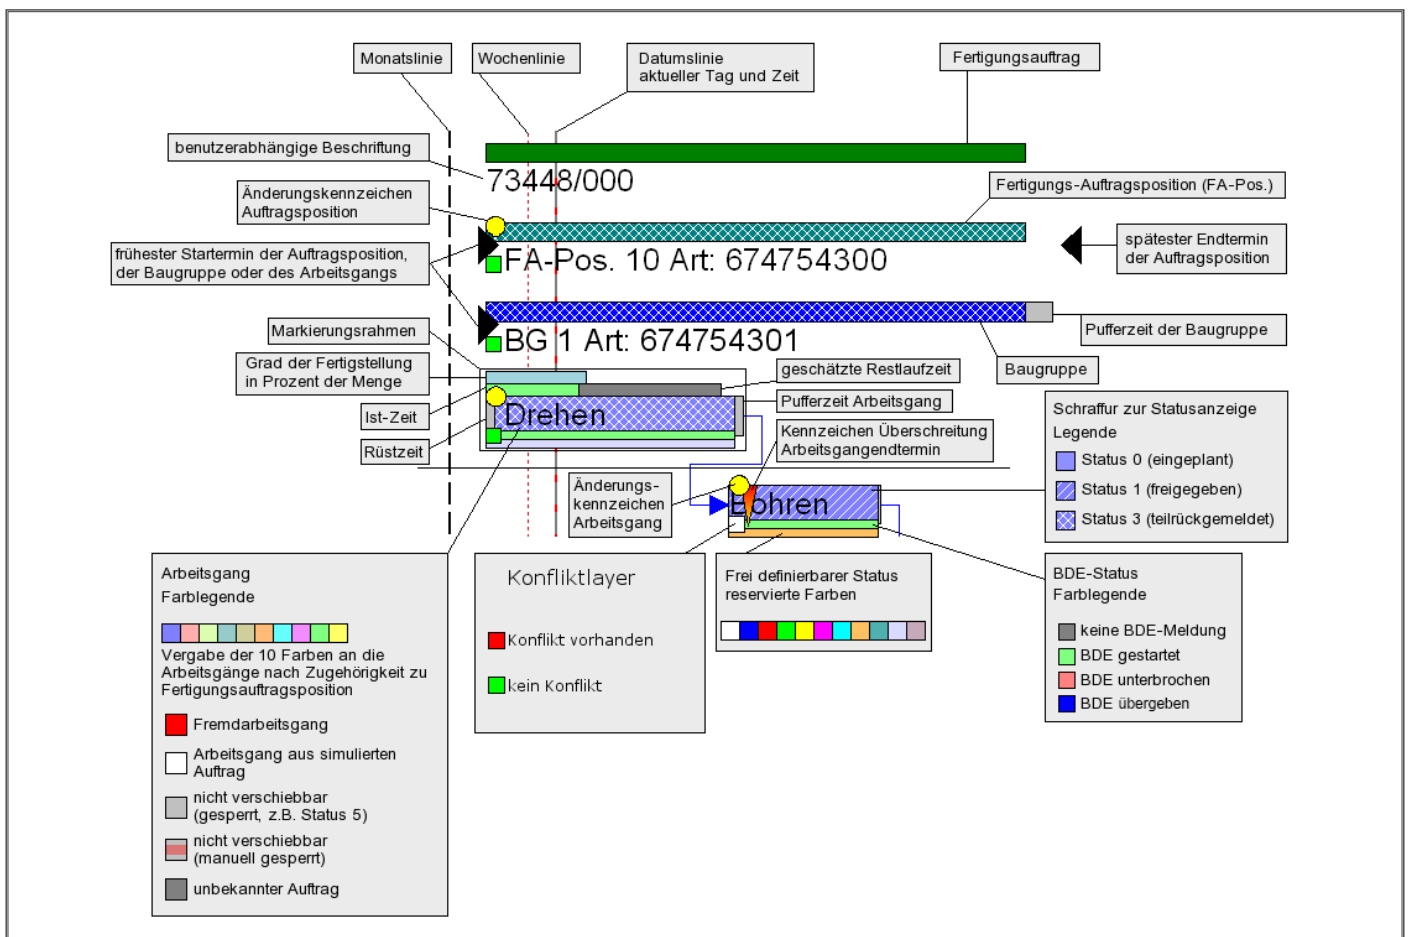 Monatslinie
Wochenlinie
Datumslinie
aktueller Tag und Zeit
Fertigungsauftrag
benutzerabhängige Beschriftung
73448/000
Änderungskennzeichen
Auftragsposition
Fertigungs-Auftragsposition (FA-Pos.)
frühester Startermin der Auftragsposition,
der Baugruppe oder des Arbeitsgangs
FA-Pos. 10 Art: 674754300
spätester Endtermin
der Auftragsposition
Markierungsrahmen
BG 1 Art: 674754301
Pufferzeit der Baugruppe
Grad der Fertigstellung
in Prozent der Menge
geschätzte Restlaufzeit
Baugruppe
Ist-Zeit
Drehen
Pufferzeit Arbeitsgang
Rüstzeit
Kennzeichen Überschreitung
Arbeitsgangendtermin
Schraffur zur Statusanzeige
Legende
Status 0 (eingeplant)
Status 1 (freigegeben)
Status 3 (teilrückgemeldet)
Änderungs-
kennzeichen
Arbeitsgang
Bohren
Arbeitsgang
Farblegende
Vergabe der 10 Farben an die
Arbeitsgänge nach Zugehörigkeit zu
Fertigungsauftragsposition
Fremdarbeitsgang
Arbeitsgang aus simulierten
Auftrag
nicht verschiebbar
(gesperrt, z.B. Status 5)
nicht verschiebbar
(manuell gesperrt)
unbekannter Auftrag
Konfliktlayer
Konflikt vorhanden
kein Konflikt
Frei definierbarer Status
reservierte Farben
BDE-Status
Farblegende
keine BDE-Meldung
BDE gestartet
BDE unterbrochen
BDE übergeben